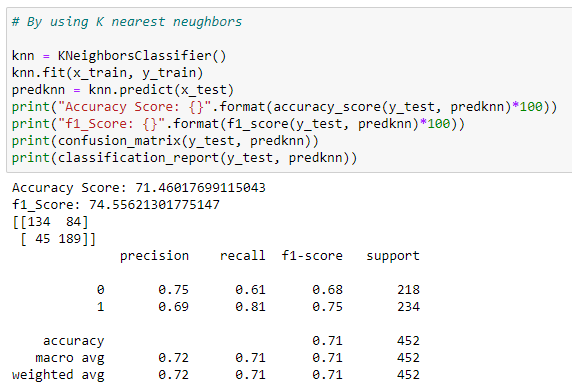 # By using K nearest neughbors
knn = KNeighborsClassifier()
knn.fit(x_train, y_train)
predknn = knn.predict(x_test)
print("Accuracy Score: {}".format(accuracy_score(y_test, predknn)*100))
print("f1_Score: {}".format(f1_score(y_test, predknn)*100))
print(confusion_matrix(y_test, predknn))
print(classification_report(y_test, predknn))
Accuracy Score: 71.46017699115043
f1_Score: 74.55621301775147
[[134  84]
 [ 45 189]]
              precision    recall  f1-score   support
           0       0.75      0.61      0.68       218
           1       0.69      0.81      0.75       234
    accuracy                           0.71       452
   macro avg       0.72      0.71      0.71       452
weighted avg       0.72      0.71      0.71       452